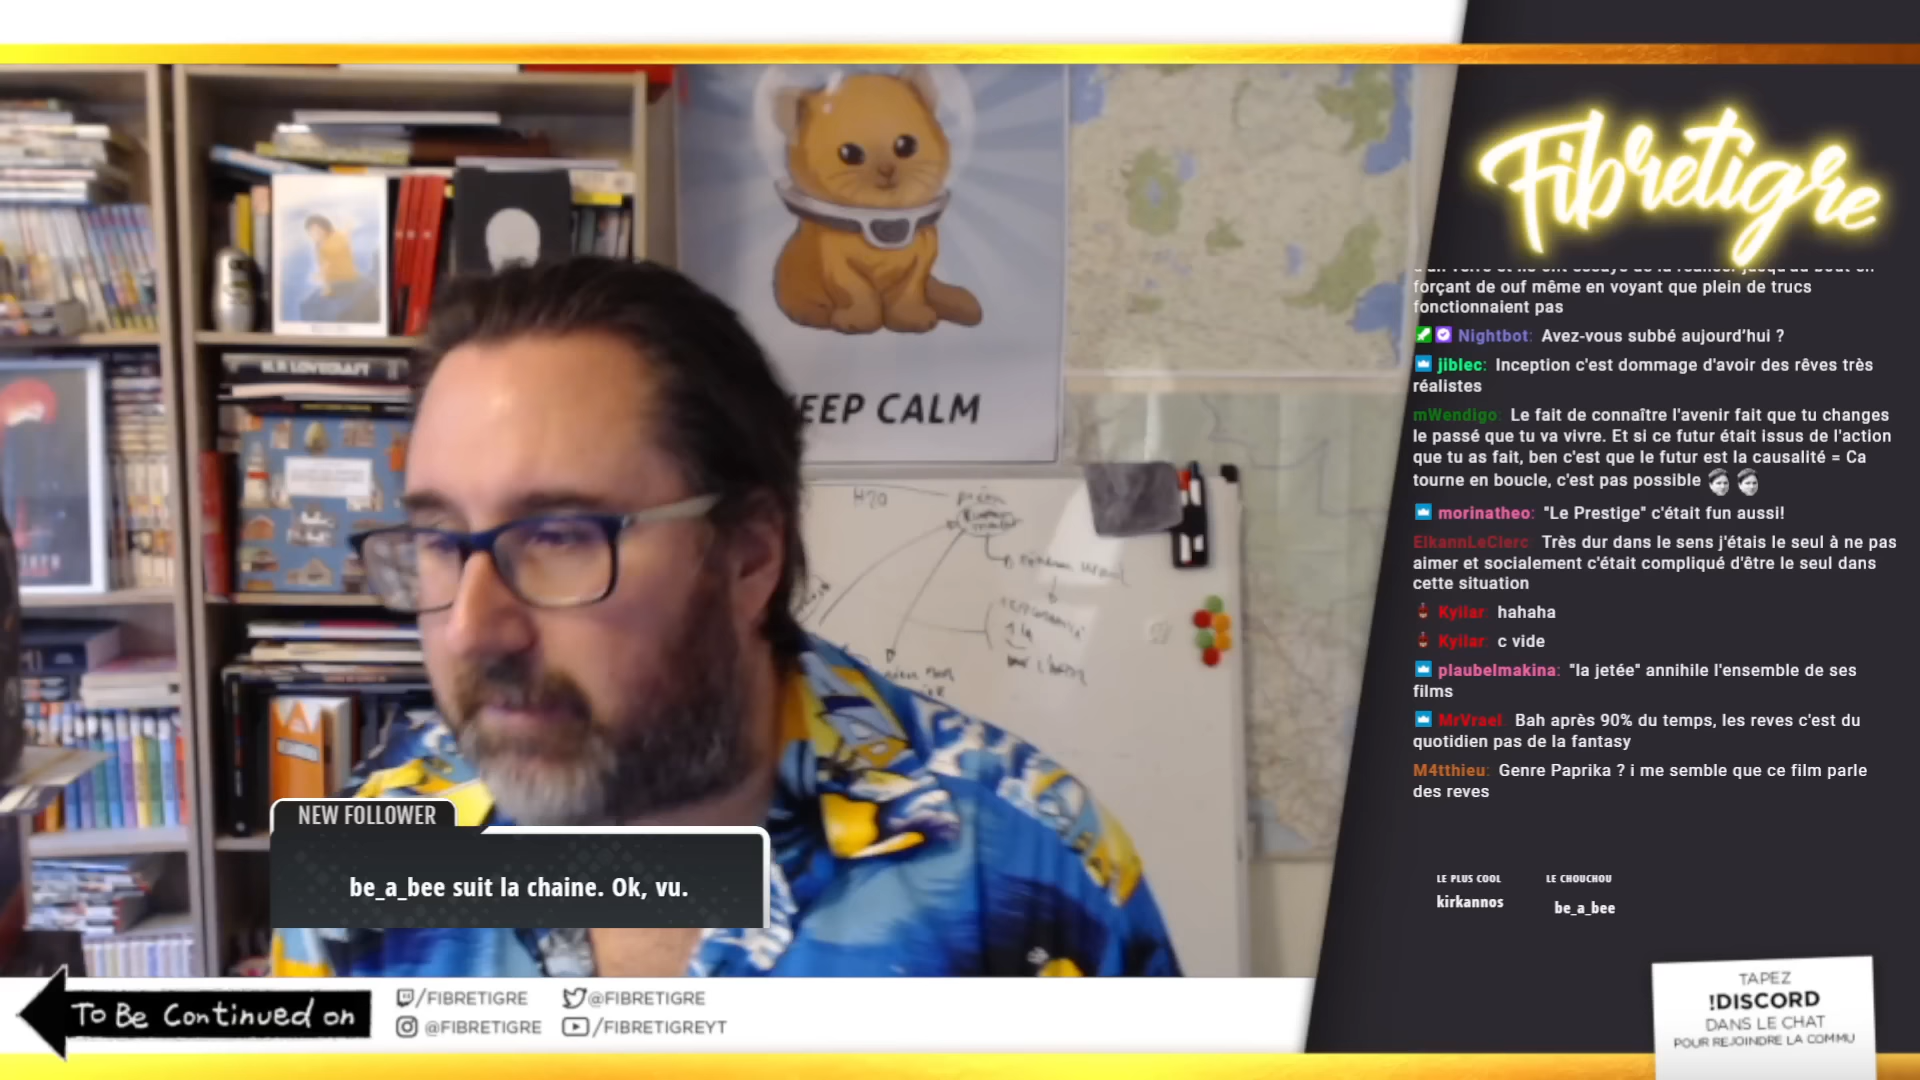 Fibretigre
forçant de ouf même en voyant que plein de trucs
fonctionnaient pas
Nightbot: Avez-vous subbé aujourd'hui ?
jiblec: Inception c'est dommage d'avoir des rêves très
réalistes
mWendigo: Le fait de connaître l'avenir fait que tu changes
le passé que tu va vivre. Et si ce futur était issus de l'action
que tu as fait, ben c'est que le futur est la causalité = Ca
tourne en boucle, c'est pas possible
morinatheo: "Le Prestige" c'était fun aussi!
ElkannLeClerc: Très dur dans le sens j'étais le seul à ne pas
aimer et socialement c'était compliqué d'être le seul dans
cette situation
Kyilar: hahaha
Kyilar: c vide
plaubelmakina: "la jetée" annihile l'ensemble de ses
films
MrVrael: Bah après 90% du temps, les reves c'est du
quotidien pas de la fantasy
M4tthieu: Genre Paprika ? i me semble que ce film parle
des reves
LE PLUS COOL
kirkannos
LE CHOUCHOU
be_a_bee
TAPEZ
!DISCORD
DANS LE CHAT
POUR REJOINDRE LA COMMU
EEP CALM
H.P. LOVECRAFT
H2O
NEW FOLLOWER
be_a_bee suit la chaine. Ok, vu.
To Be Continued on
/FIBRETIGRE
@FIBRETIGRE
@FIBRETIGRE
/FIBRETIGREYT